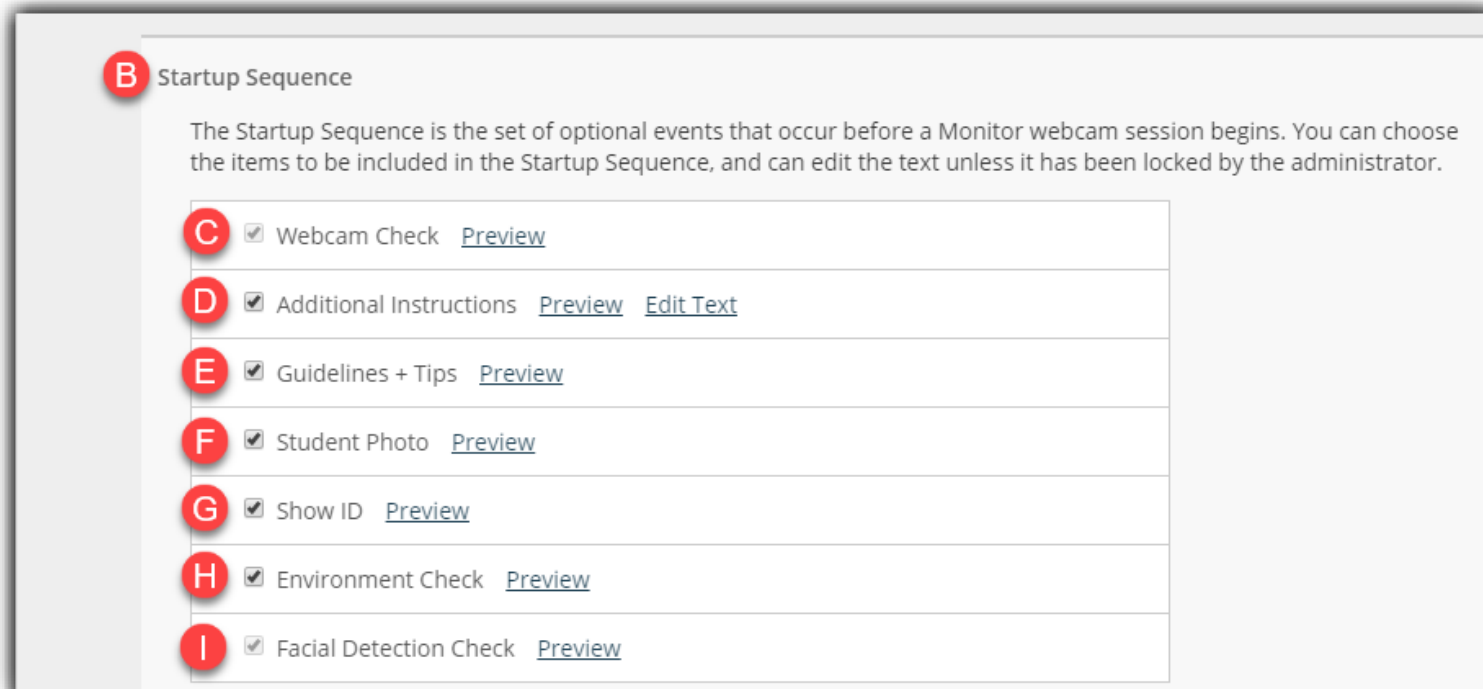 B Startup Sequence
The Startup Sequence is the set of optional events that occur before a Monitor webcam session begins. You can choose
the items to be included in the Startup Sequence, and can edit the text unless it has been locked by the administrator.
C Webcam Check Preview
D Additional Instructions Preview Edit Text
E Guidelines + Tips Preview
F Student Photo Preview
G Show ID Preview
H Environment Check Preview
I Facial Detection Check Preview